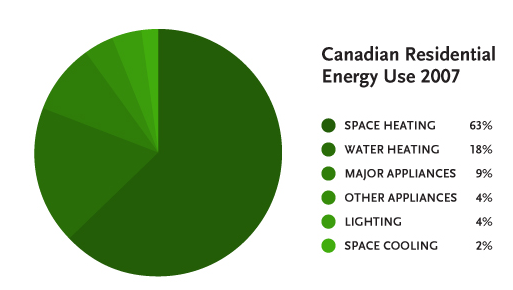 Canadian Residential
Energy Use 2007
SPACE HEATING 63%
WATER HEATING 18%
MAJOR APPLIANCES 9%
OTHER APPLIANCES 4%
LIGHTING 4%
SPACE COOLING 2%